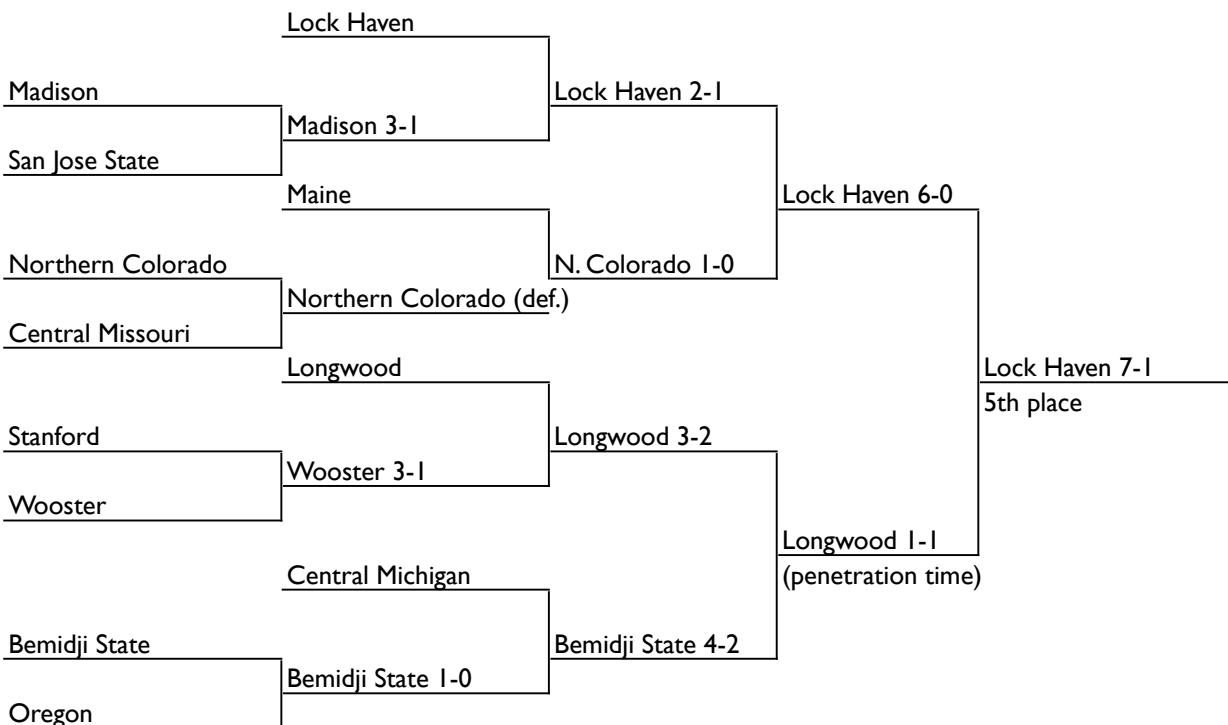 Lock Haven
Madison
Lock Haven 2-1
Madison 3-1
San Jose State
Maine
Lock Haven 6-0
Northern Colorado
N. Colorado 1-0
Northern Colorado (def.)
Central Missouri
Longwood
Lock Haven 7-1
5th place
Stanford
Longwood 3-2
Wooster 3-1
Wooster
Longwood 1-1
(penetration time)
Central Michigan
Bemidji State
Bemidji State 4-2
Bemidji State 1-0
Oregon